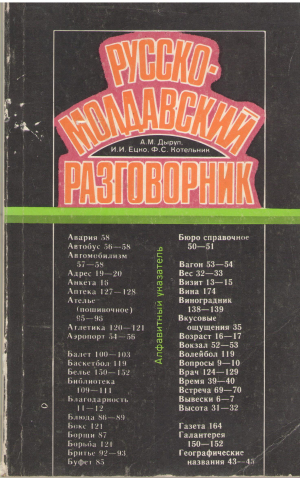 РУССКО-
МОЛДАВСКИЙ
А.М. Дырул,
И.И. Ецко, Ф.С. Котельник
РАЗГОВОРНИК
Алфавитный указатель
Авария 58
Автобус 56—58
Автомобилизм
57—58
Адрес 19—20
Анкета 16
Аптека 127—128
Ателье
(пошивочное)
95—96
Атлетика 120—121
Аэропорт 54—56
Балет 100—103
Баскетбол 119
Белье 150—152
Библиотека
109—111
Благодарность
11—12
Блюда 86—89
Бокс 121
Борщи 87
Борьба 121
Бритье 92—93
Буфет 85
Бюро справочное
50—51
Вагон 53—54
Вес 32—33
Визит 13—15
Вина 174
Виноградник
138—139
Вкусовые
ощущения 35
Возраст 16—17
Вокзал 52—53
Волейбол 119
Вопросы 9—10
Врач 124—129
Время 39—40
Встреча 69—70
Вывески 6—7
Высота 31—32
Газета 164
Галантерея
150—152
Географические
названия 43—45